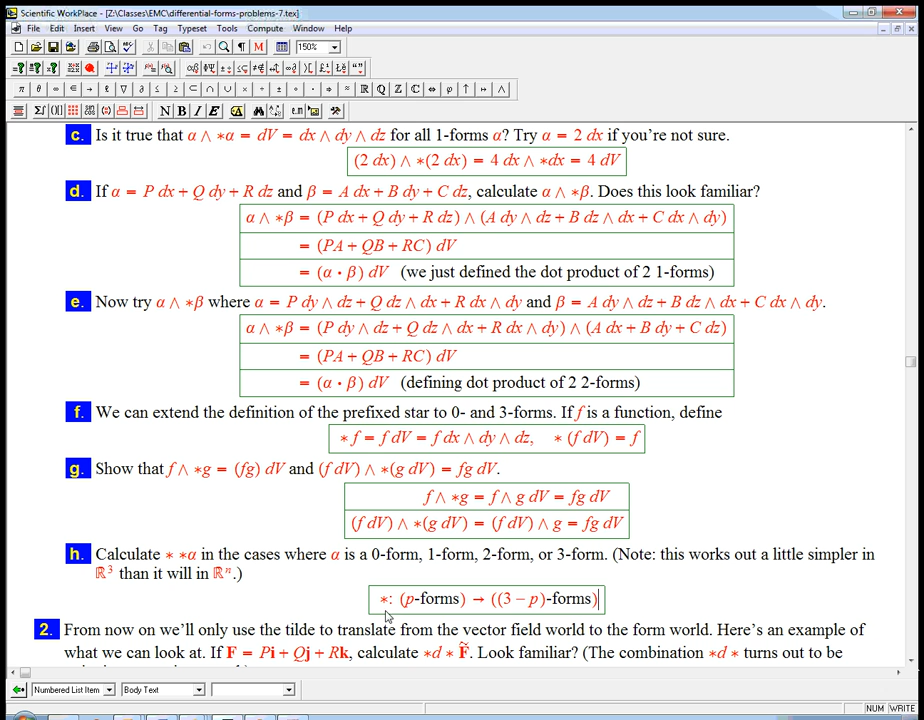 Scientific WorkPlace - [Z:\Classes\EMC\differential-forms-problems-7.tex]
File Edit Insert View Go Tag Typeset Tools Compute Window Help
150%
N B I E
c. Is it true that α ∧ *α = dV = dx ∧ dy ∧ dz for all 1-forms α? Try α = 2 dx if you're not sure.
(2 dx) ∧ *(2 dx) = 4 dx ∧ *dx = 4 dV
d. If α = P dx + Q dy + R dz and β = A dx + B dy + C dz, calculate α ∧ *β. Does this look familiar?
α ∧ *β = (P dx + Q dy + R dz) ∧ (A dy ∧ dz + B dz ∧ dx + C dx ∧ dy)
= (PA + QB + RC) dV
= (α • β) dV (we just defined the dot product of 2 1-forms)
e. Now try α ∧ *β where α = P dy ∧ dz + Q dz ∧ dx + R dx ∧ dy and β = A dy ∧ dz + B dz ∧ dx + C dx ∧ dy.
α ∧ *β = (P dy ∧ dz + Q dz ∧ dx + R dx ∧ dy) ∧ (A dx + B dy + C dz)
= (PA + QB + RC) dV
= (α • β) dV (defining dot product of 2 2-forms)
f. We can extend the definition of the prefixed star to 0- and 3-forms. If f is a function, define
* f = f dV = f dx ∧ dy ∧ dz, * (f dV) = f
g. Show that f ∧ *g = (fg) dV and (f dV) ∧ *(g dV) = fg dV.
f ∧ *g = f ∧ g dV = fg dV
(f dV) ∧ *(g dV) = (f dV) ∧ g = fg dV
h. Calculate * *α in the cases where α is a 0-form, 1-form, 2-form, or 3-form. (Note: this works out a little simpler in
ℝ³ than it will in ℝⁿ.)
*: (p-forms) → ((3 − p)-forms)
2. From now on we'll only use the tilde to translate from the vector field world to the form world. Here's an example of
what we can look at. If F = Pi + Qj + Rk, calculate *d * F̃. Look familiar? (The combination *d * turns out to be
Numbered List Item Body Text
NUM WRITE